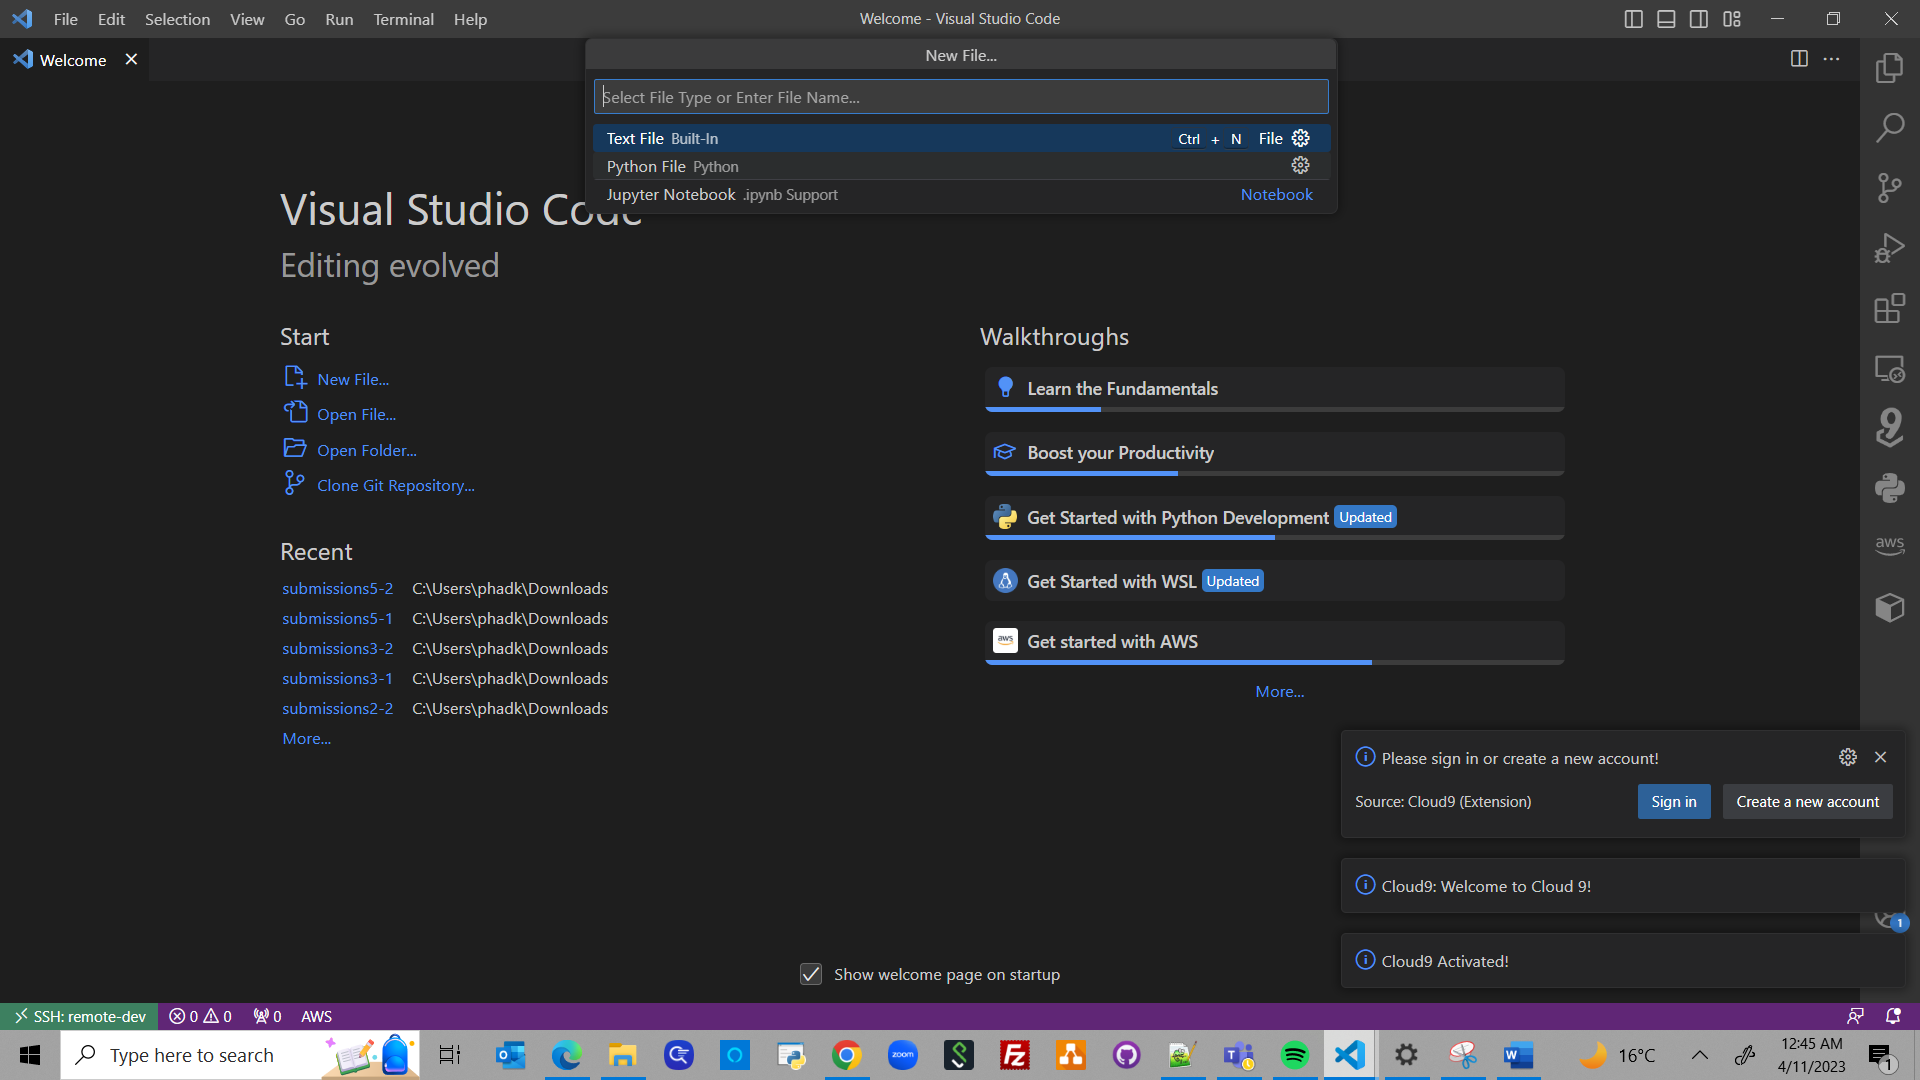 File Edit Selection View Go Run Terminal Help
Welcome - Visual Studio Code
Welcome
New File...
Select File Type or Enter File Name...
Text File Built-In Ctrl + N File
Python File Python
Jupyter Notebook .ipynb Support Notebook
Visual Studio Code
Editing evolved
Start
New File...
Open File...
Open Folder...
Clone Git Repository...
Recent
submissions5-2 C:\Users\phadk\Downloads
submissions5-1 C:\Users\phadk\Downloads
submissions3-2 C:\Users\phadk\Downloads
submissions3-1 C:\Users\phadk\Downloads
submissions2-2 C:\Users\phadk\Downloads
More...
Walkthroughs
Learn the Fundamentals
Boost your Productivity
Get Started with Python Development Updated
Get Started with WSL Updated
aws Get started with AWS
More...
aws
Please sign in or create a new account!
Source: Cloud9 (Extension) Sign in Create a new account
Cloud9: Welcome to Cloud 9!
1
Cloud9 Activated!
Show welcome page on startup
SSH: remote-dev 0 0 0 AWS
Type here to search
zoom
16°C
12:45 AM
4/11/2023
1